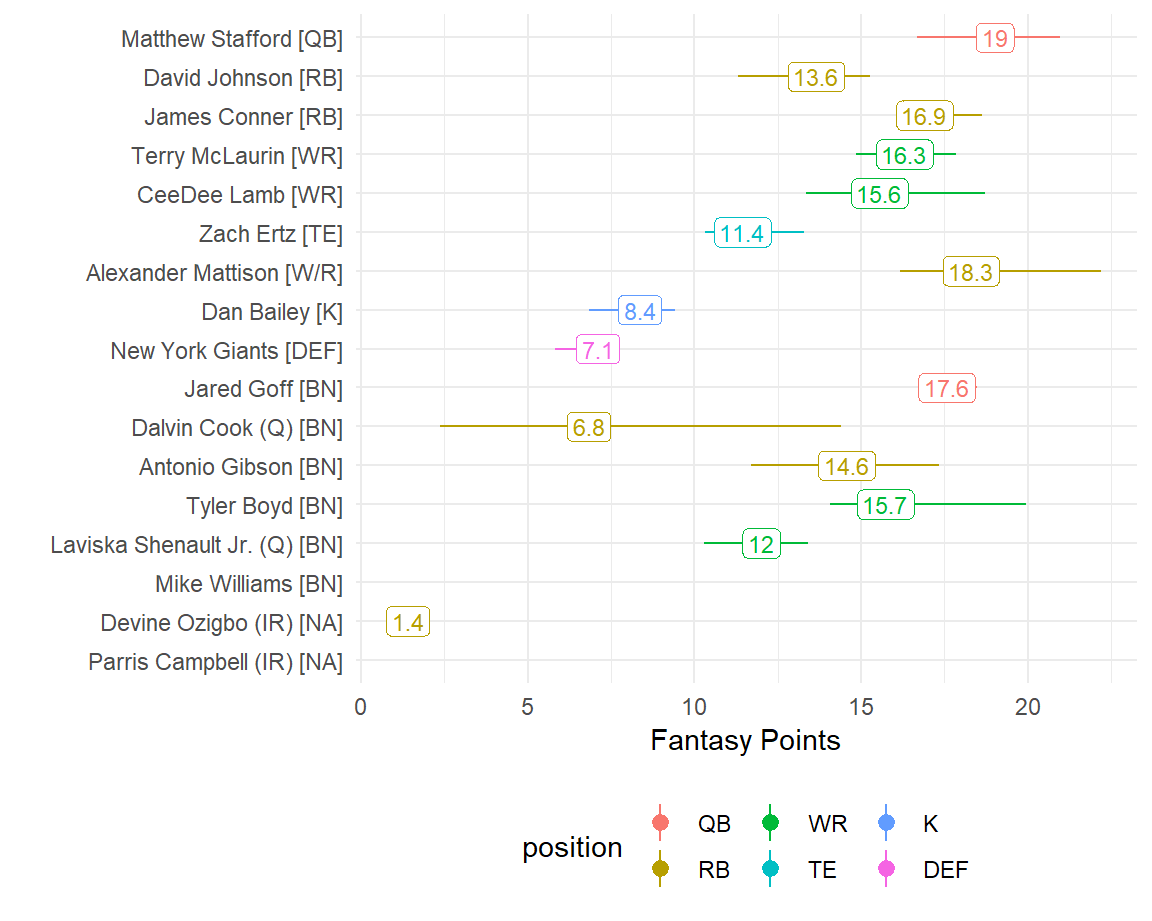 Matthew Stafford [QB] 19
David Johnson [RB] 13.6
James Conner [RB] 16.9
Terry McLaurin [WR] 16.3
CeeDee Lamb [WR] 15.6
Zach Ertz [TE] 11.4
Alexander Mattison [W/R] 18.3
Dan Bailey [K] 8.4
New York Giants [DEF] 7.1
Jared Goff [BN] 17.6
Dalvin Cook (Q) [BN] 6.8
Antonio Gibson [BN] 14.6
Tyler Boyd [BN] 15.7
Laviska Shenault Jr. (Q) [BN] 12
Mike Williams [BN]
Devine Ozigbo (IR) [NA] 1.4
Parris Campbell (IR) [NA]
0 5 10 15 20
Fantasy Points
position
QB WR K
RB TE DEF